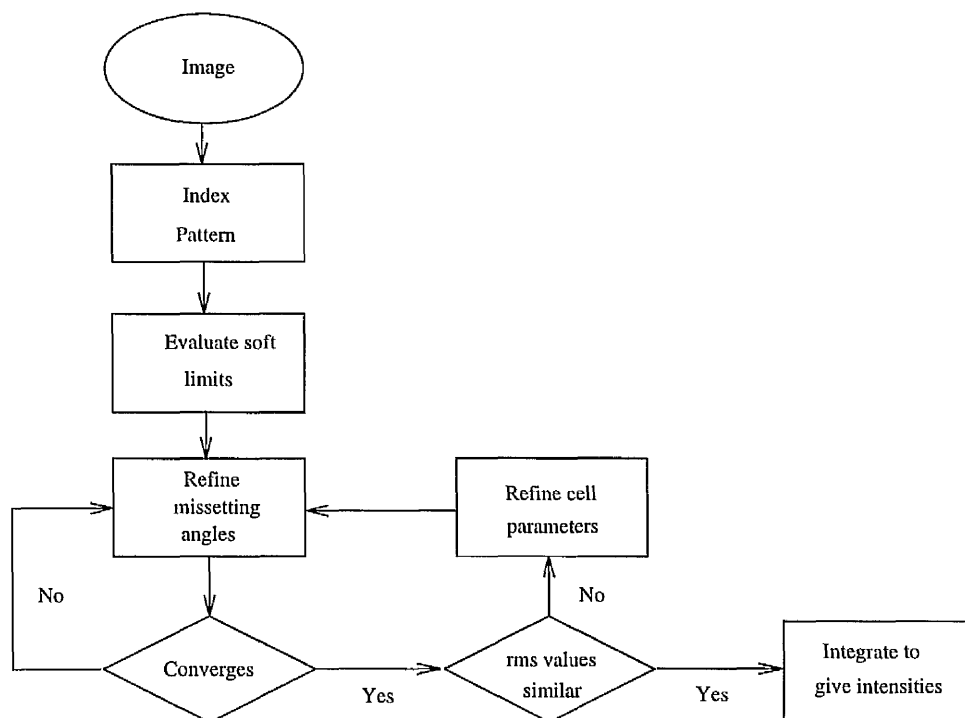 Image
Index
Pattern
Evaluate soft
limits
Refine
missetting
angles
Refine cell
parameters
No
No
Converges
Yes
rms values
similar
Yes
Integrate to
give intensities